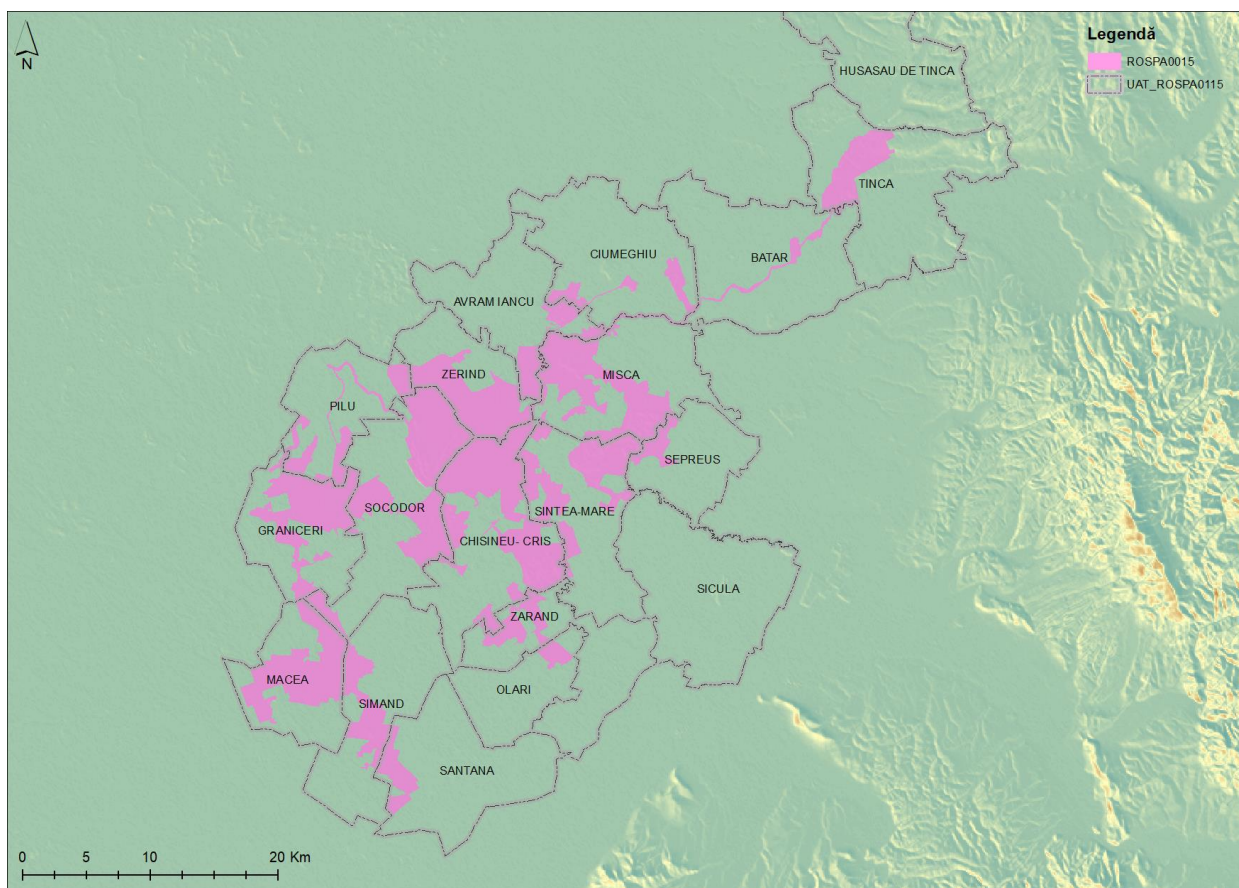 N
Legendă
ROSPA0015
UAT_ROSPA0115
HUSASAU DE TINCA
TINCA
CIUMEGHIU
BATAR
AVRAM IANCU
ZERIND
MISCA
PILU
SEPREUS
SOCODOR
SINTEA-MARE
GRANICERI
CHISINEU- CRIS
SICULA
ZARAND
MACEA
OLARI
SIMAND
SANTANA
0 5 10 20 Km